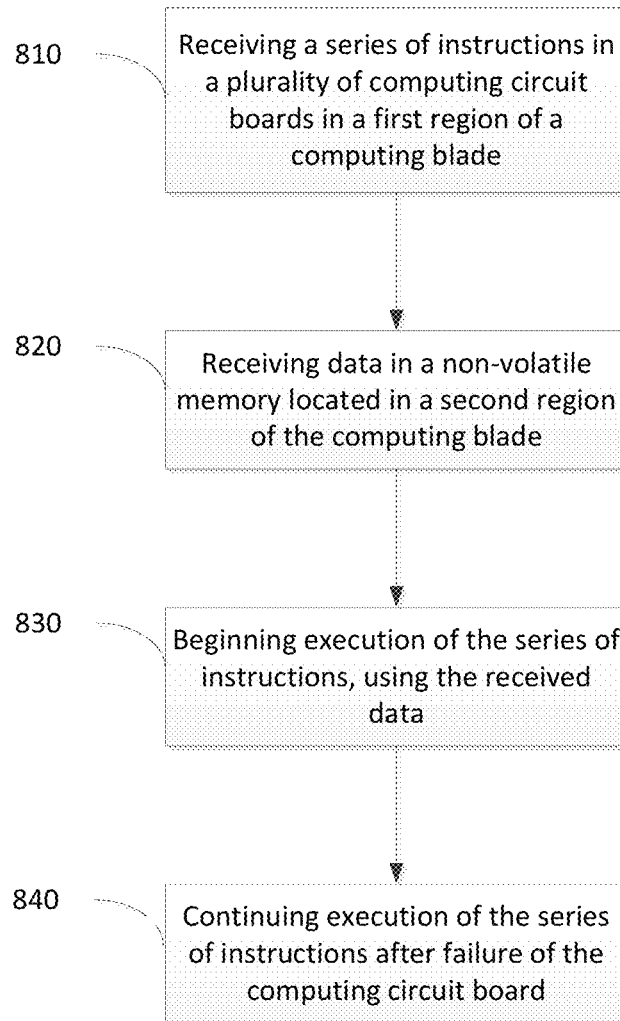 810
Receiving a series of instructions in
a plurality of computing circuit
boards in a first region of a
computing blade
820
Receiving data in a non-volatile
memory located in a second region
of the computing blade
830
Beginning execution of the series of
instructions, using the received
data
840
Continuing execution of the series
of instructions after failure of the
computing circuit board